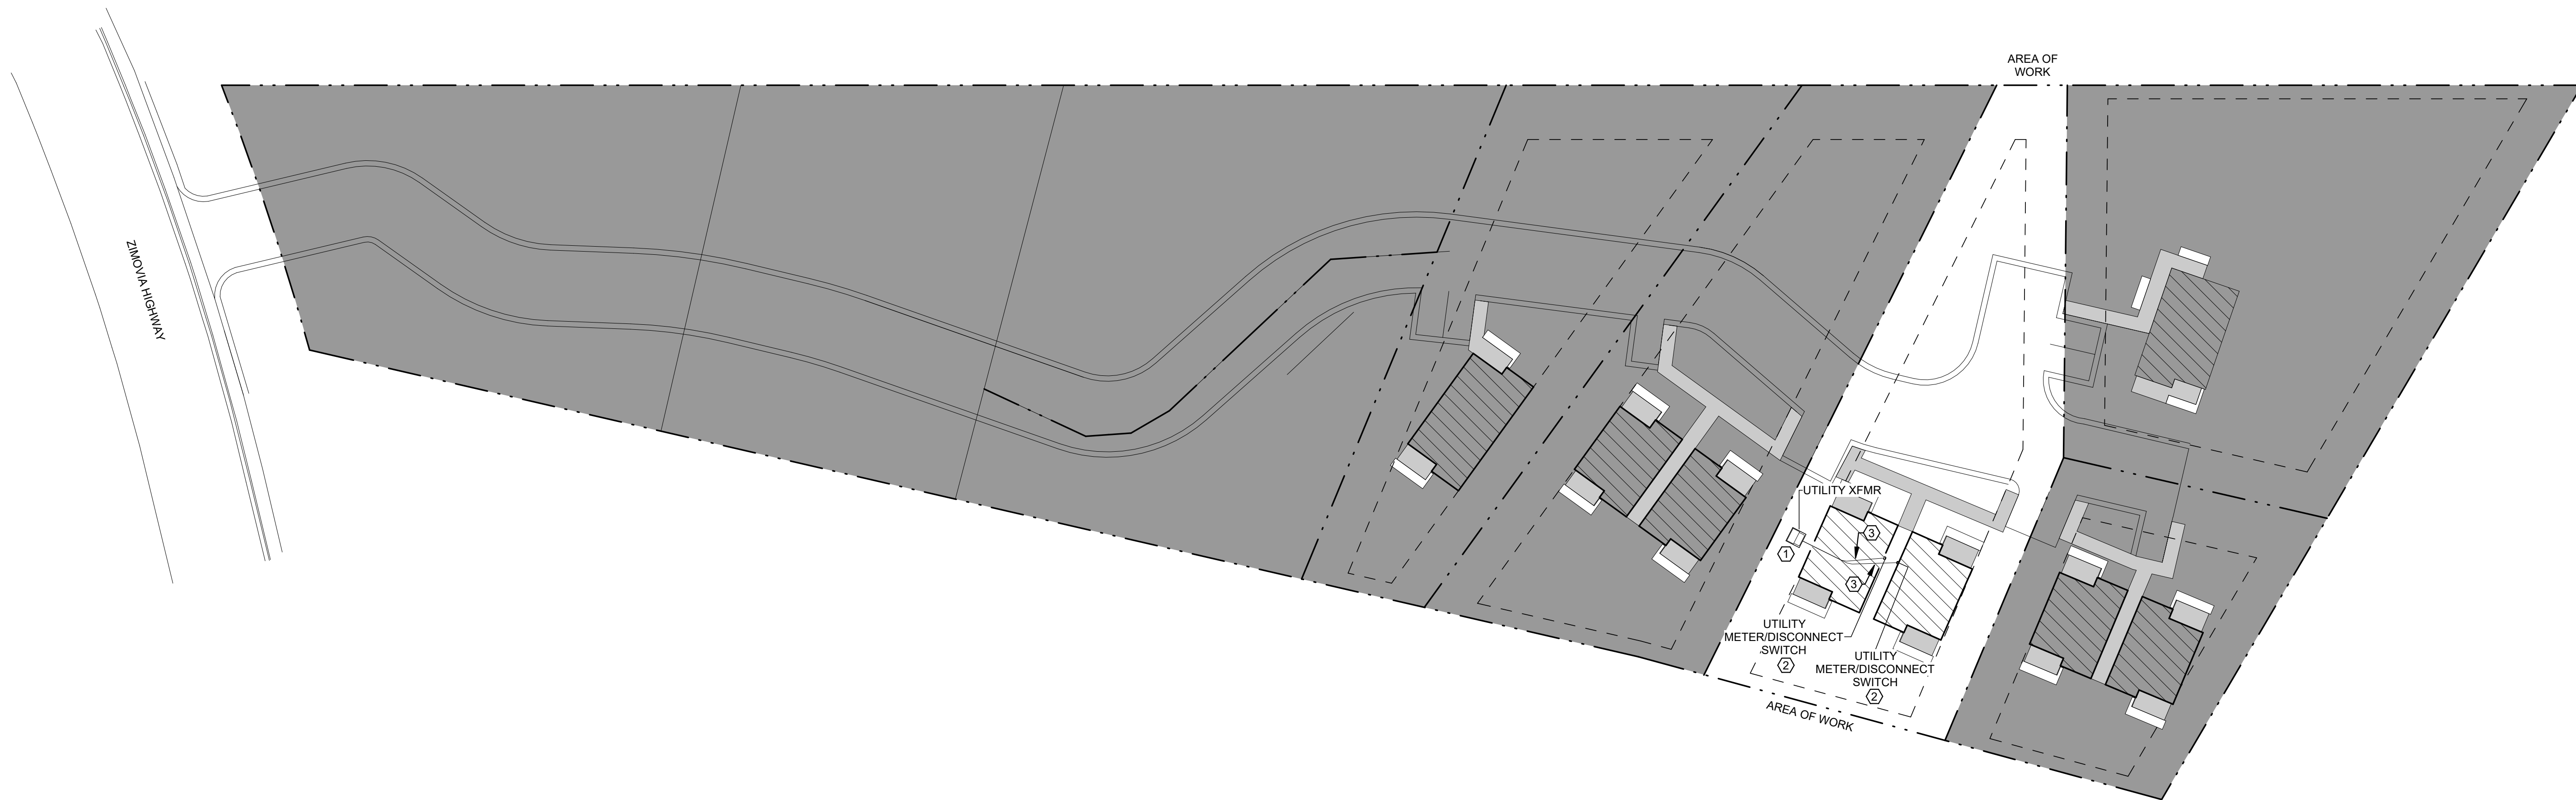 AREA OF
WORK
ZIMOVIA HIGHWAY
UTILITY XFMR
3
1
3
UTILITY
METER/DISCONNECT
SWITCH
2
UTILITY
METER/DISCONNECT
SWITCH
2
AREA OF WORK